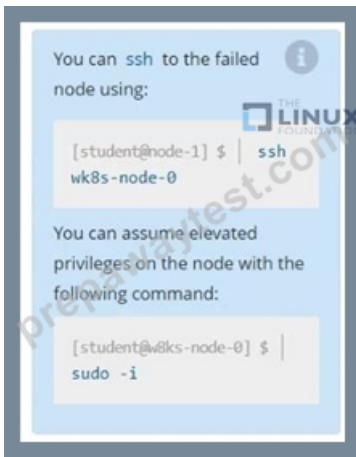 You can ssh to the failed
node using:
THE
LINUX
FOUNDATION
[student@node-1] $ | ssh
wk8s-node-0
You can assume elevated
privileges on the node with the
following command:
[student@w8ks-node-0] $ |
sudo -i
prepawaytest.com